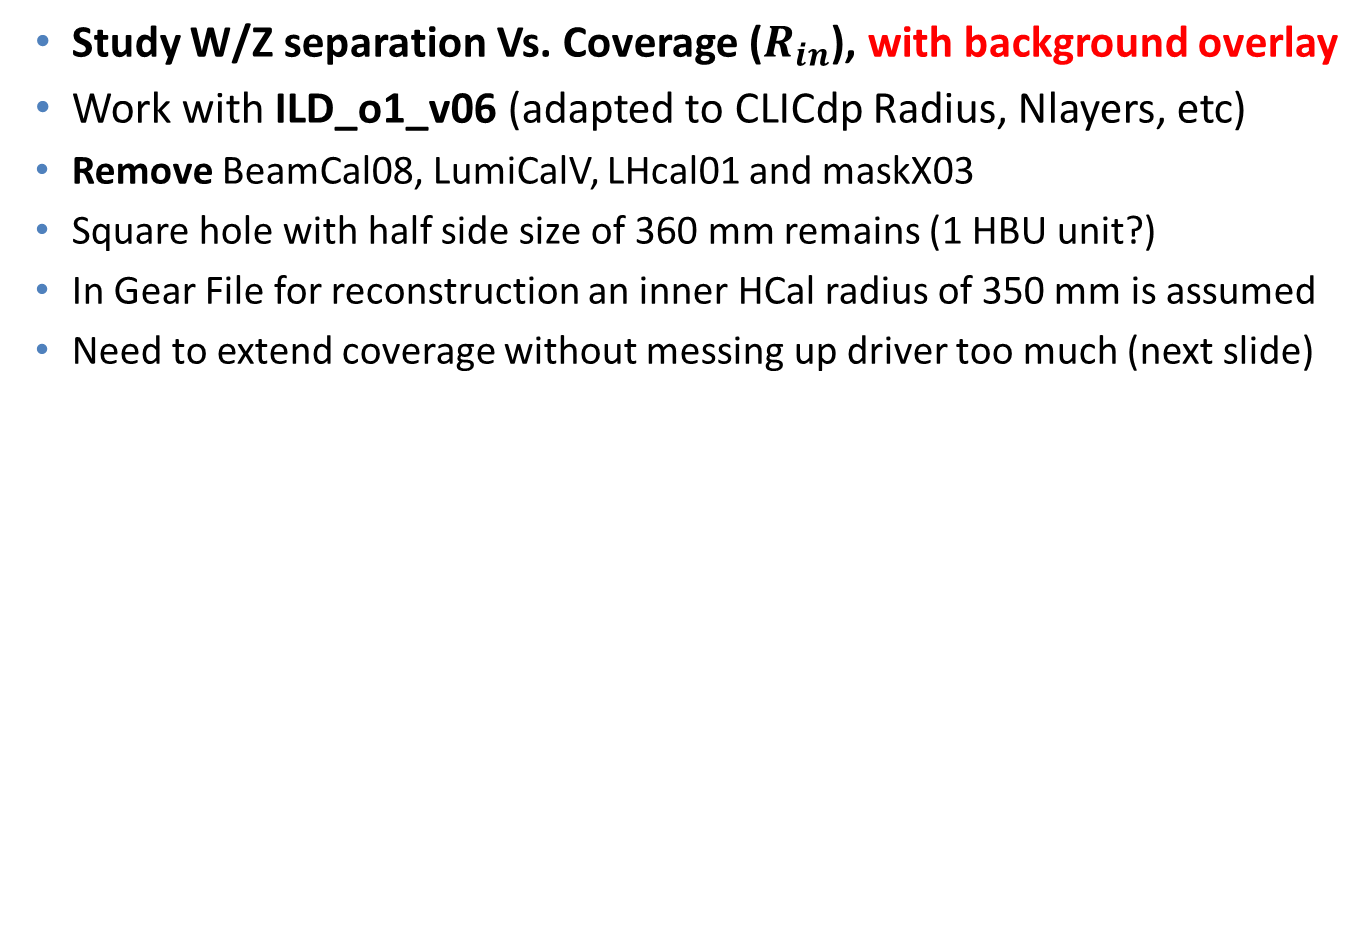 • Study W/Z separation Vs. Coverage (𝑹𝒊𝒏), with background overlay
• Work with ILD_o1_v06 (adapted to CLICdp Radius, Nlayers, etc)
• Remove BeamCal08, LumiCalV, LHcal01 and maskX03
• Square hole with half side size of 360 mm remains (1 HBU unit?)
• In Gear File for reconstruction an inner HCal radius of 350 mm is assumed
• Need to extend coverage without messing up driver too much (next slide)